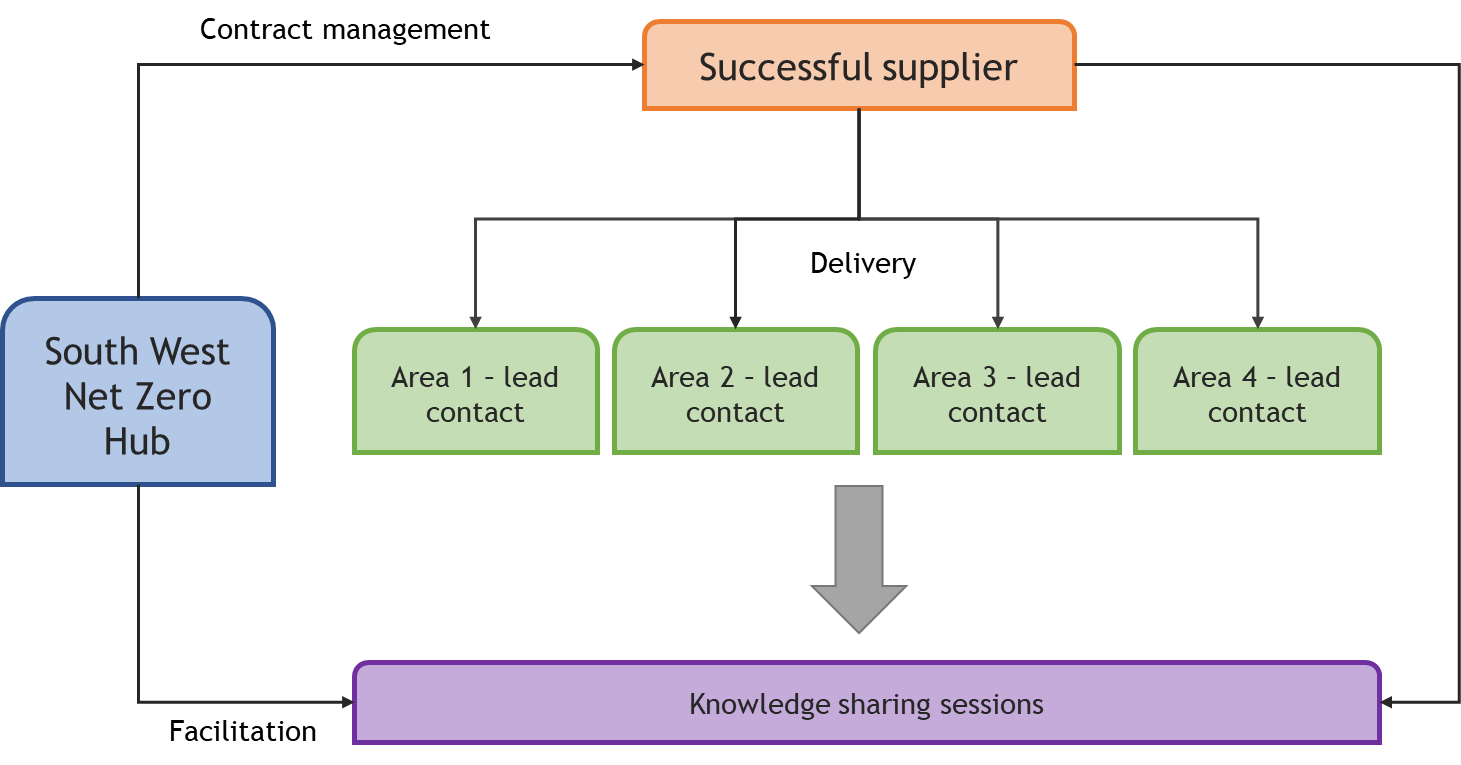 Contract management
Successful supplier
Delivery
South West
Net Zero
Hub
Area 1 – lead
contact
Area 2 – lead
contact
Area 3 – lead
contact
Area 4 – lead
contact
Knowledge sharing sessions
Facilitation